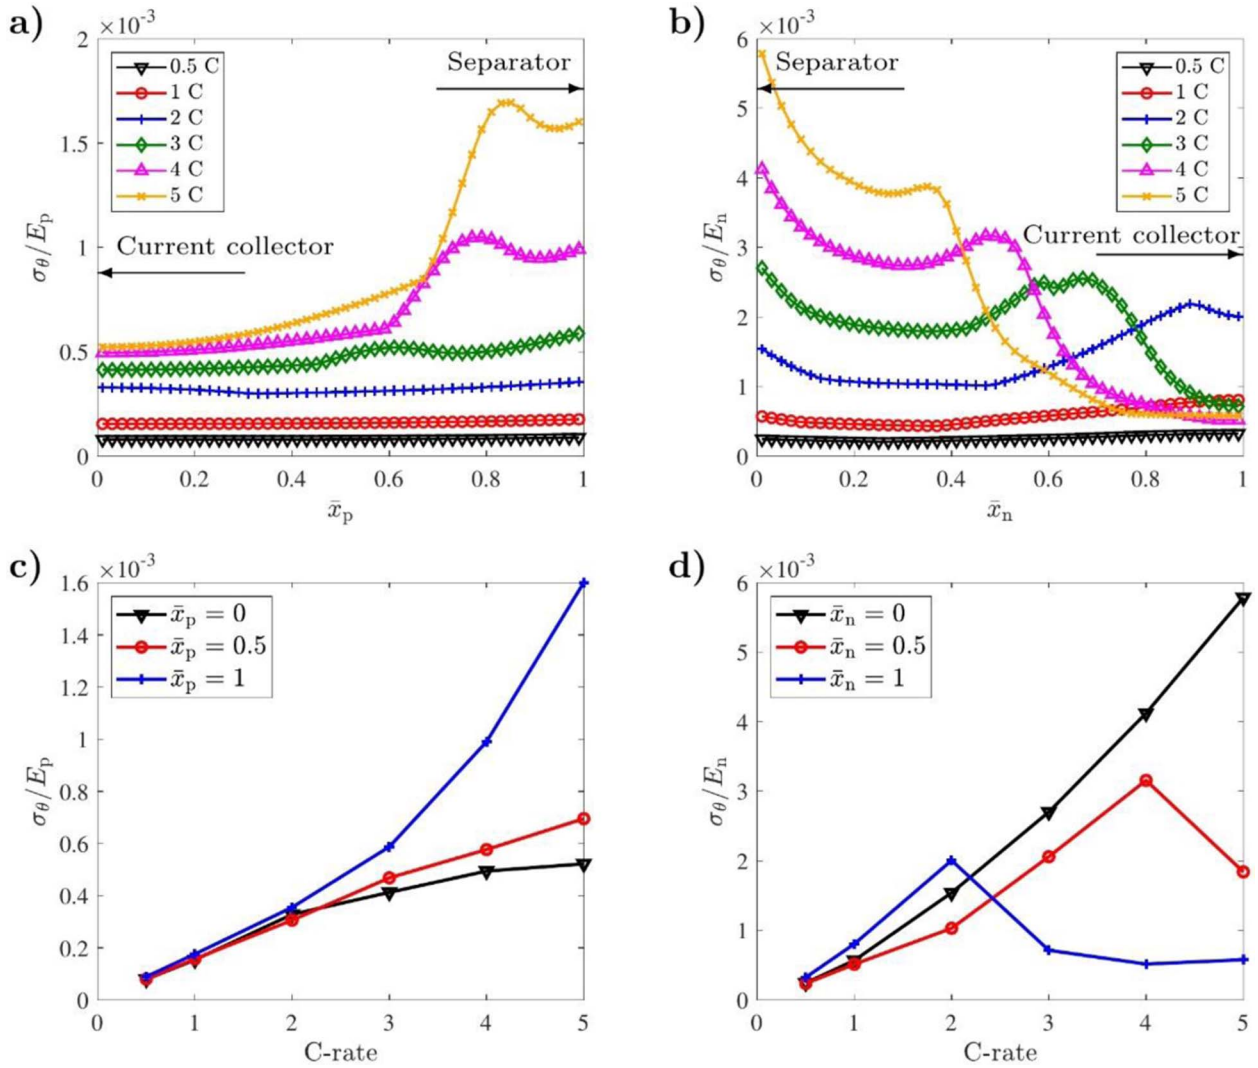 a)
×10⁻³
2
1.5
1
0.5
0
σθ/Ep
0.5 C
1 C
2 C
3 C
4 C
5 C
Separator
Current collector
0 0.2 0.4 0.6 0.8 1
x̄p
b)
×10⁻³
6
5
4
3
2
1
0
σθ/En
Separator
0.5 C
1 C
2 C
3 C
4 C
5 C
Current collector
0 0.2 0.4 0.6 0.8 1
x̄n
c)
×10⁻³
1.6
1.4
1.2
1
0.8
0.6
0.4
0.2
0
σθ/Ep
x̄p = 0
x̄p = 0.5
x̄p = 1
0 1 2 3 4 5
C-rate
d)
×10⁻³
6
5
4
3
2
1
0
σθ/En
x̄n = 0
x̄n = 0.5
x̄n = 1
0 1 2 3 4 5
C-rate